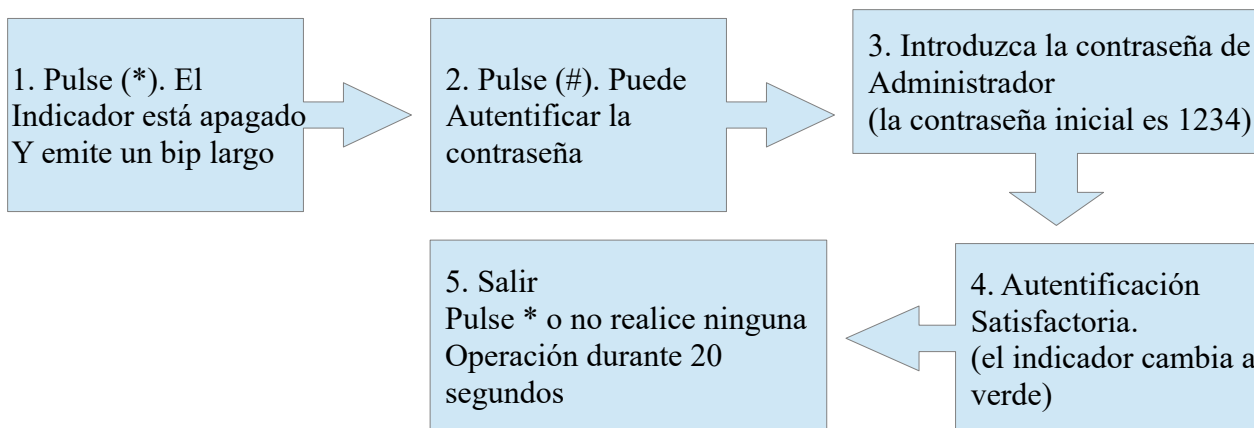 1. Pulse (*). El
Indicador está apagado
Y emite un bip largo
2. Pulse (#). Puede
Autentificar la
contraseña
3. Introduzca la contraseña de
Administrador
(la contraseña inicial es 1234)
4. Autentificación
Satisfactoria.
(el indicador cambia a
verde)
5. Salir
Pulse * o no realice ninguna
Operación durante 20
segundos